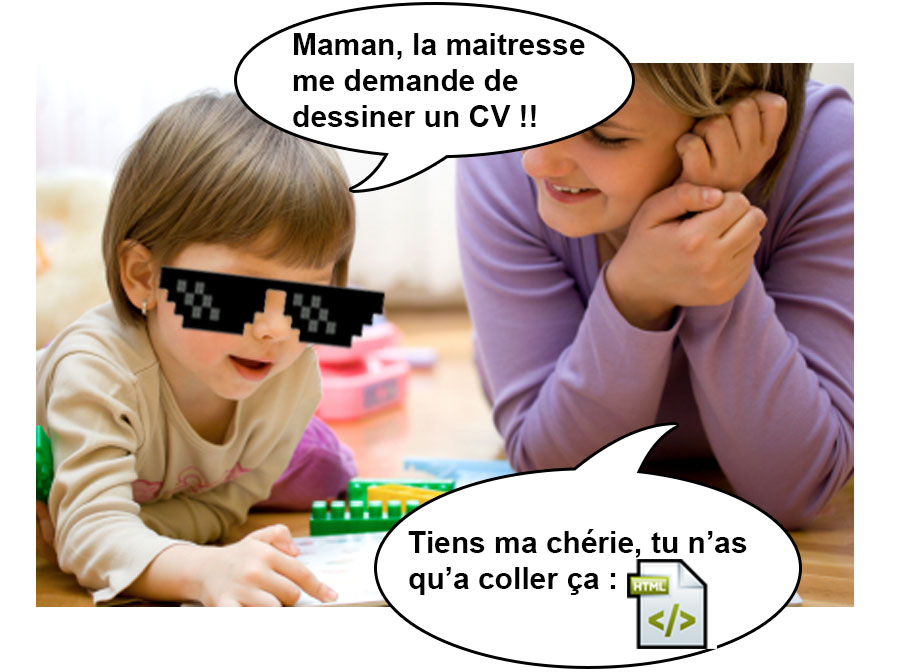 Maman, la maitresse
me demande de
dessiner un CV !!
Tiens ma chérie, tu n’as
qu’a coller ça :
HTML
</>